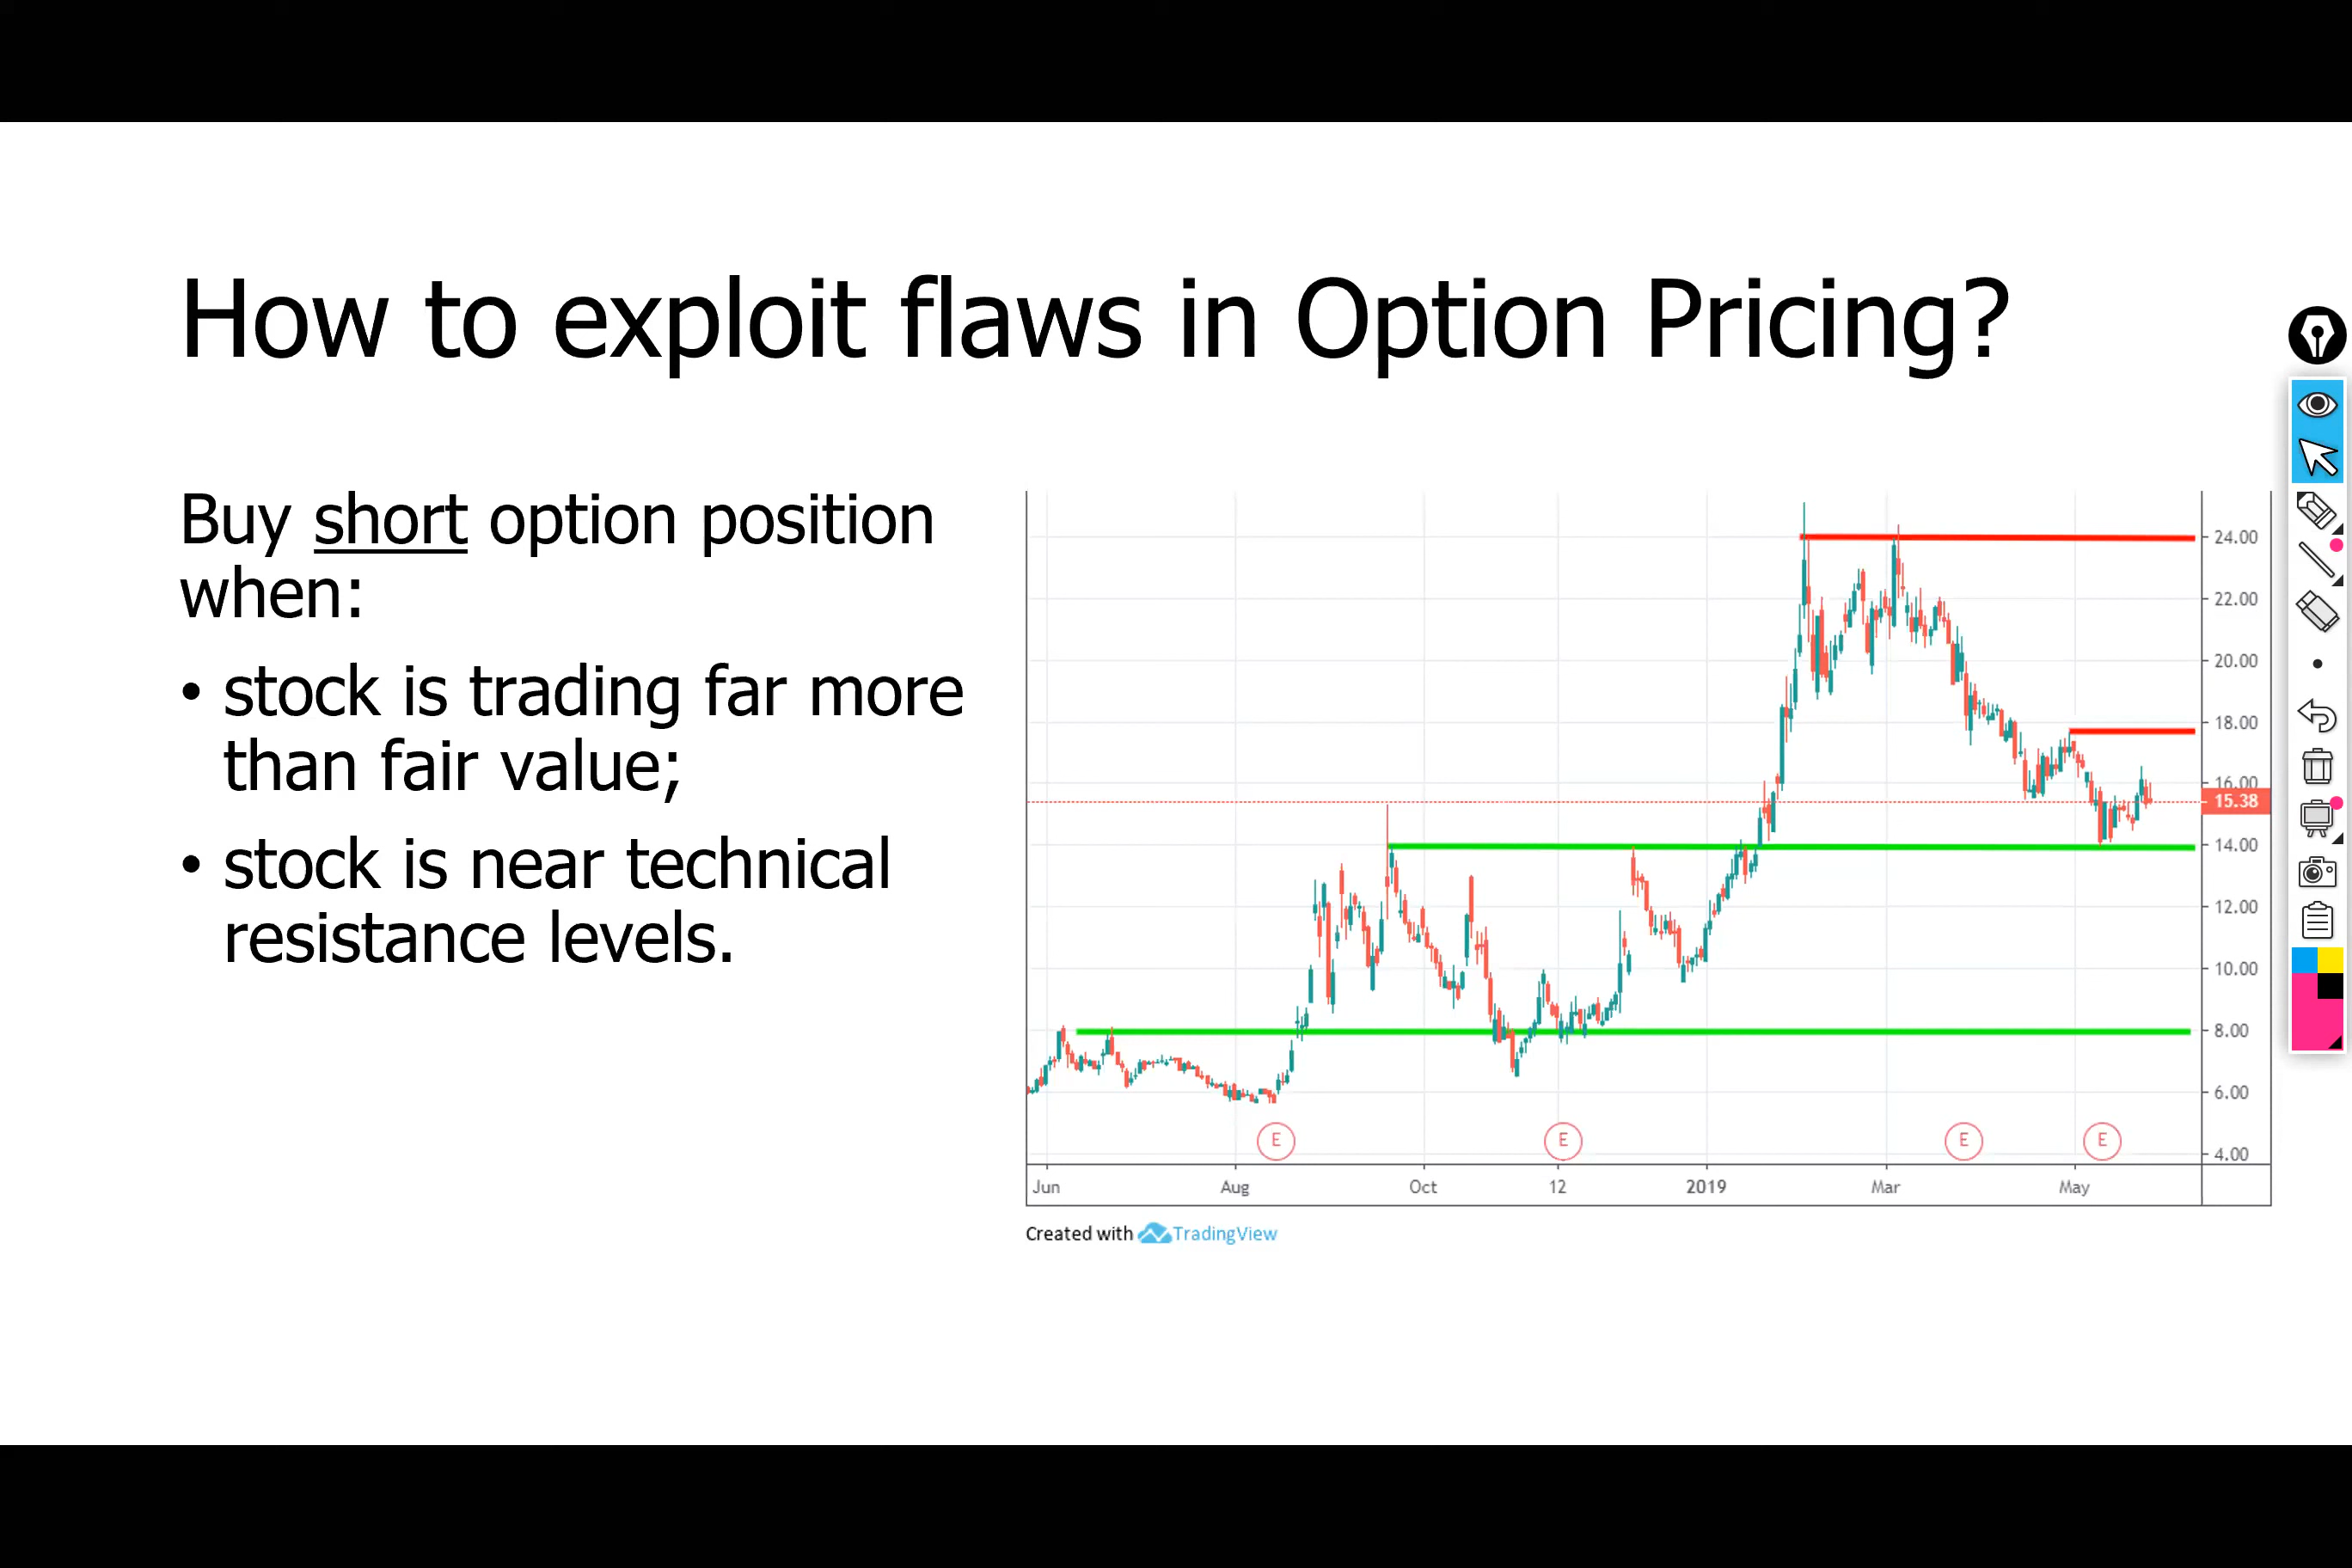 How to exploit flaws in Option Pricing?
Buy short option position
when:
• stock is trading far more
than fair value;
• stock is near technical
resistance levels.
24.00
22.00
20.00
18.00
16.00
15.38
14.00
12.00
10.00
8.00
6.00
4.00
E E E E
Jun Aug Oct 12 2019 Mar May
Created with TradingView